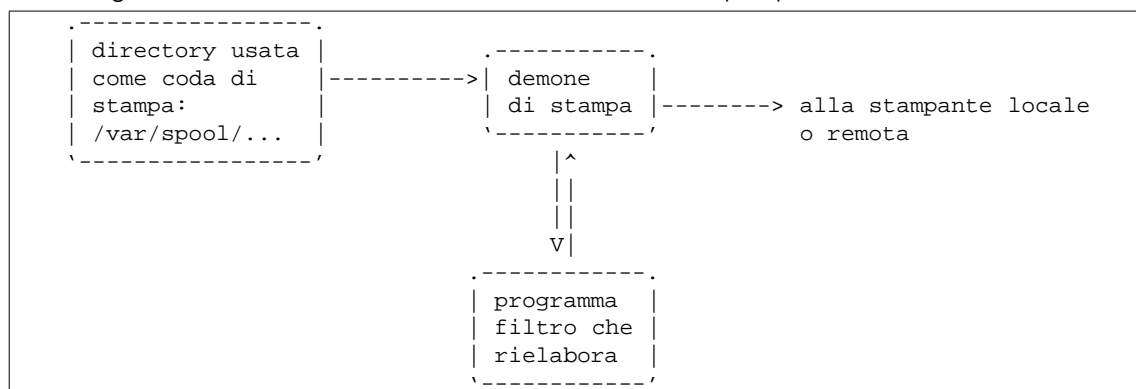 directory usata
come coda di
stampa:
/var/spool/...
demone
di stampa
alla stampante locale
o remota
programma
filtro che
rielabora